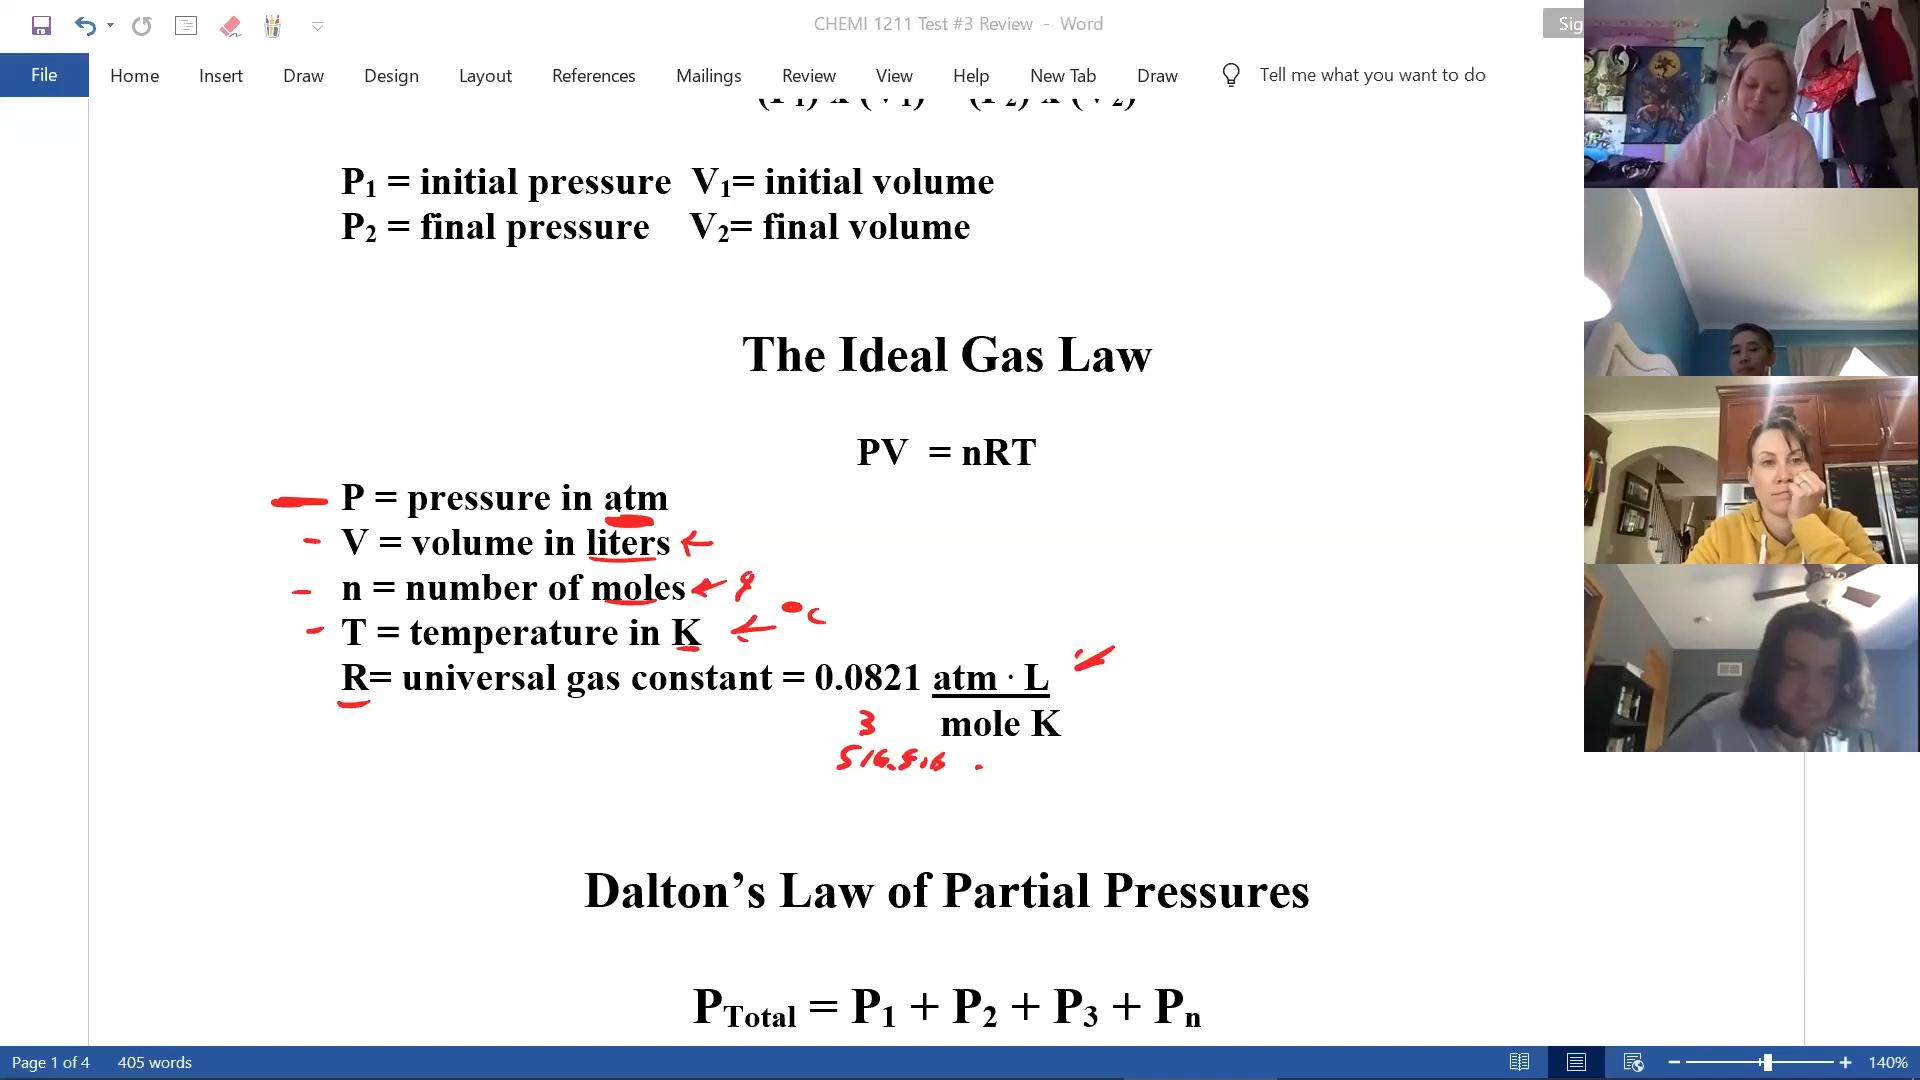 CHEMI 1211 Test #3 Review - Word
Sig
File Home Insert Draw Design Layout References Mailings Review View Help New Tab Draw Tell me what you want to do
P₁ = initial pressure V₁= initial volume
P₂ = final pressure V₂= final volume
The Ideal Gas Law
PV = nRT
P = pressure in atm
V = volume in liters
n = number of moles
°C
T = temperature in K
R= universal gas constant = 0.0821 atm · L
mole K
3
Dalton’s Law of Partial Pressures
P_Total = P₁ + P₂ + P₃ + Pₙ
Page 1 of 4 405 words 140%